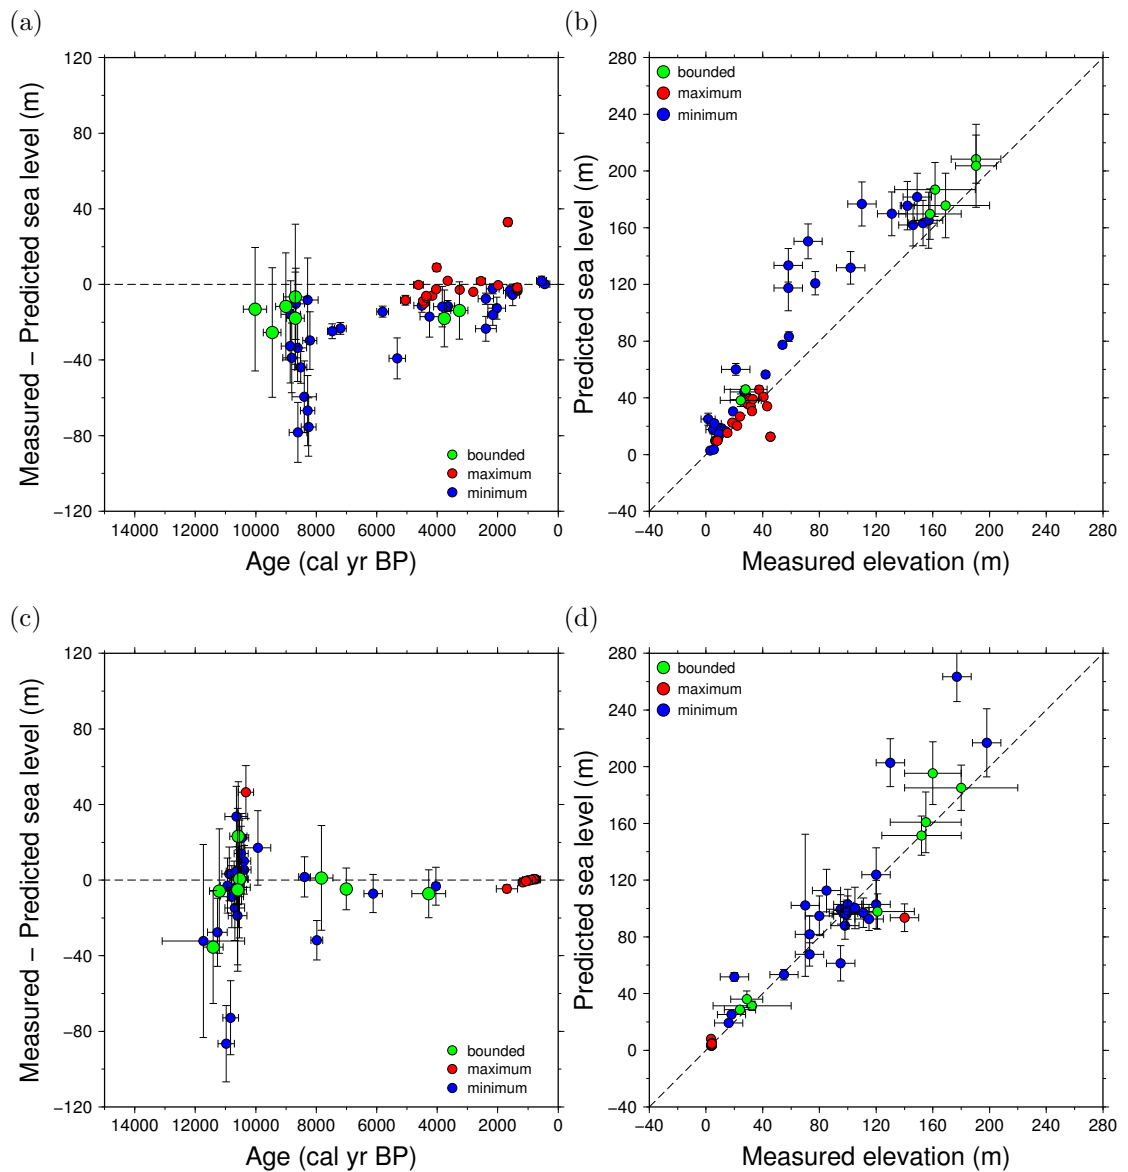 (a)
(b)
120
80
40
0
−40
−80
−120
Measured − Predicted sea level (m)
bounded
maximum
minimum
14000 12000 10000 8000 6000 4000 2000 0
Age (cal yr BP)
280
240
200
160
120
80
40
0
−40
Predicted sea level (m)
bounded
maximum
minimum
−40 0 40 80 120 160 200 240 280
Measured elevation (m)
(c)
(d)
120
80
40
0
−40
−80
−120
Measured − Predicted sea level (m)
bounded
maximum
minimum
14000 12000 10000 8000 6000 4000 2000 0
Age (cal yr BP)
280
240
200
160
120
80
40
0
−40
Predicted sea level (m)
bounded
maximum
minimum
−40 0 40 80 120 160 200 240 280
Measured elevation (m)